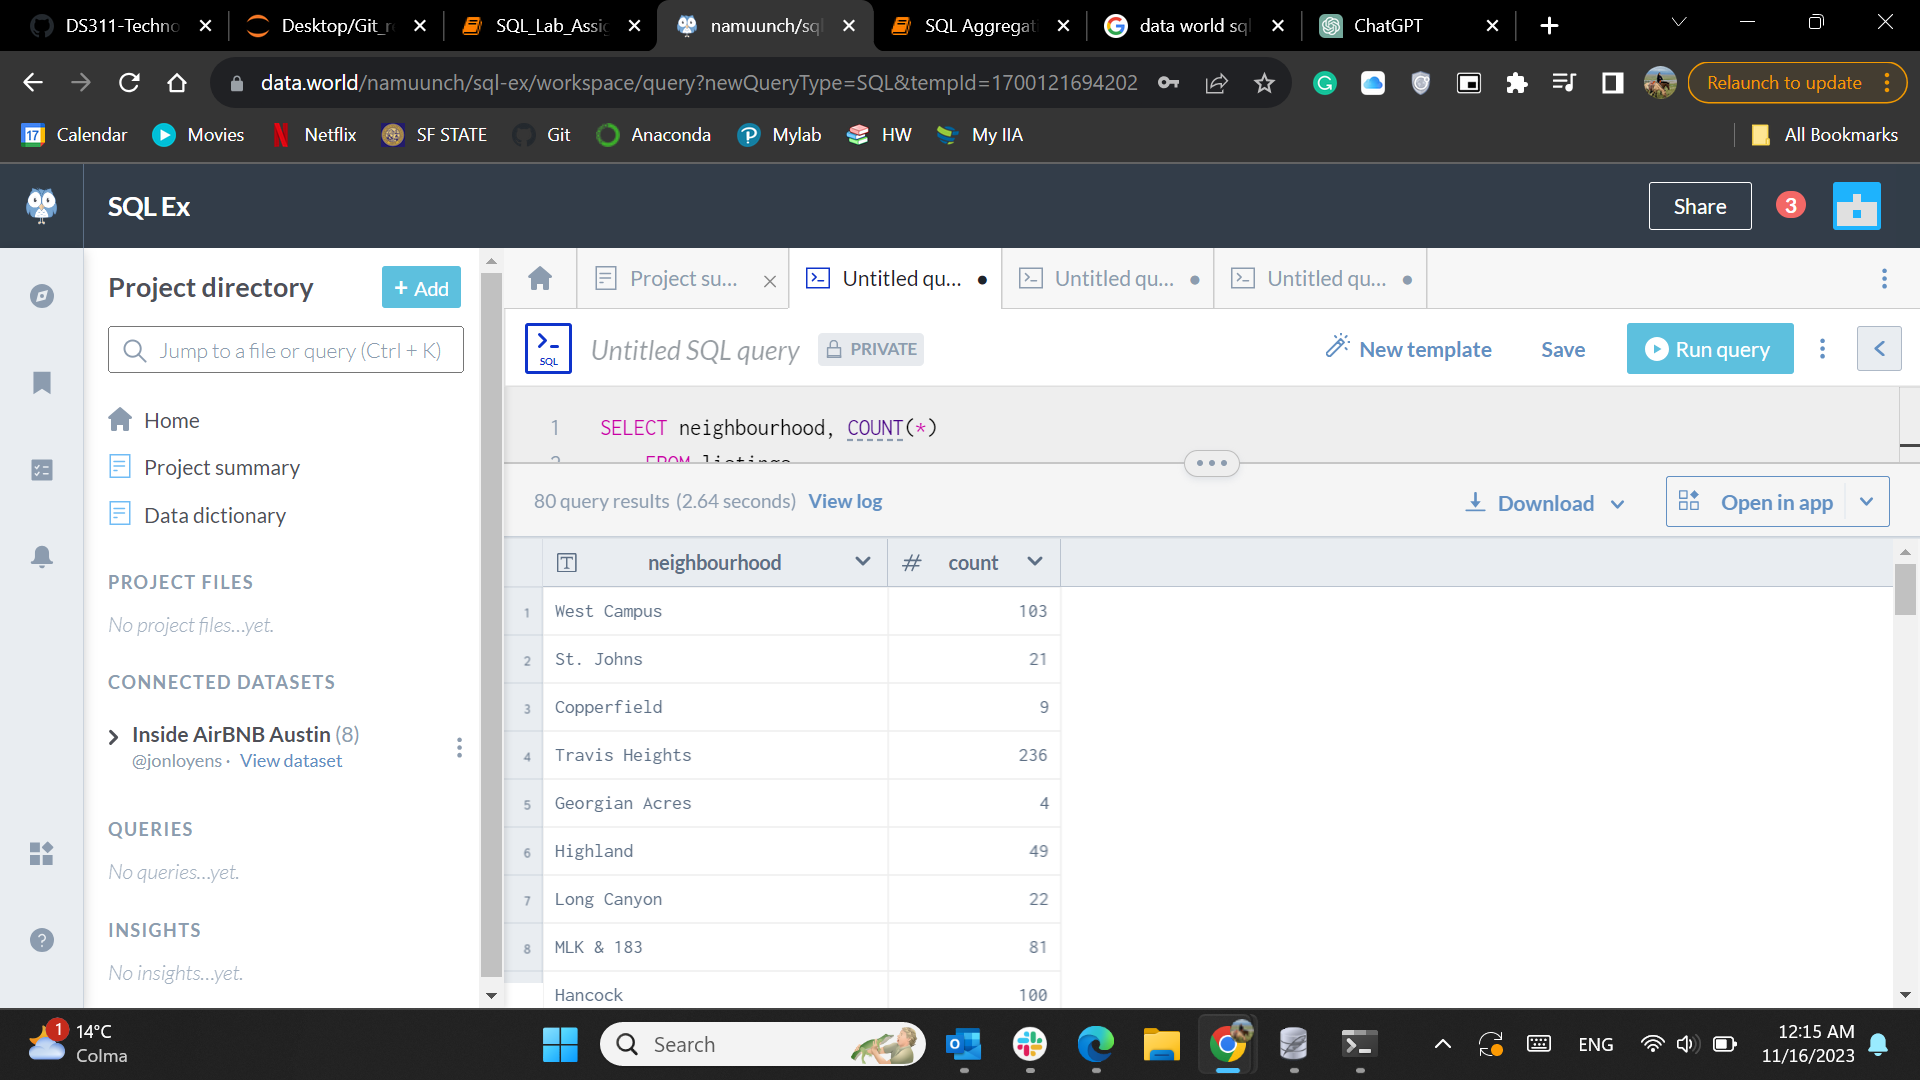 DS311-Techno
Desktop/Git_r
SQL_Lab_Assig
namuunch/sql
SQL Aggregat
data world sql
ChatGPT
data.world/namuunch/sql-ex/workspace/query?newQueryType=SQL&tempId=1700121694202
Relaunch to update
17
Calendar
Movies
Netflix
SF STATE
Git
Anaconda
Mylab
HW
My IIA
All Bookmarks
SQL Ex
Share
3
Project directory
+ Add
Jump to a file or query (Ctrl + K)
Home
Project summary
Data dictionary
PROJECT FILES
No project files...yet.
CONNECTED DATASETS
Inside AirBNB Austin (8)
@jonloyens · View dataset
QUERIES
No queries...yet.
INSIGHTS
No insights...yet.
Project su...
Untitled qu...
Untitled qu...
Untitled qu...
SQL
Untitled SQL query
PRIVATE
New template
Save
Run query
1 SELECT neighbourhood, COUNT(*)
2 FROM listings
80 query results (2.64 seconds) View log
Download
Open in app
neighbourhood # count
1 West Campus 103
2 St. Johns 21
3 Copperfield 9
4 Travis Heights 236
5 Georgian Acres 4
6 Highland 49
7 Long Canyon 22
8 MLK & 183 81
Hancock 100
1
14°C
Colma
Search
ENG
12:15 AM
11/16/2023